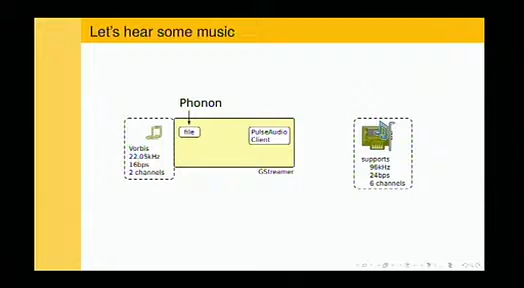 Let's hear some music
Phonon
file
PulseAudio
Client
Vorbis
22.05kHz
16bps
2 channels
GStreamer
supports
96kHz
24bps
6 channels